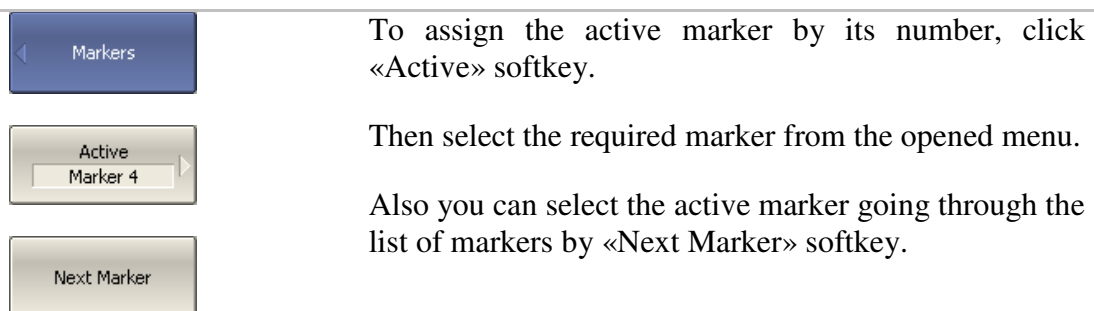 Markers
Active
Marker 4
Next Marker
To assign the active marker by its number, click
«Active» softkey.
Then select the required marker from the opened menu.
Also you can select the active marker going through the
list of markers by «Next Marker» softkey.